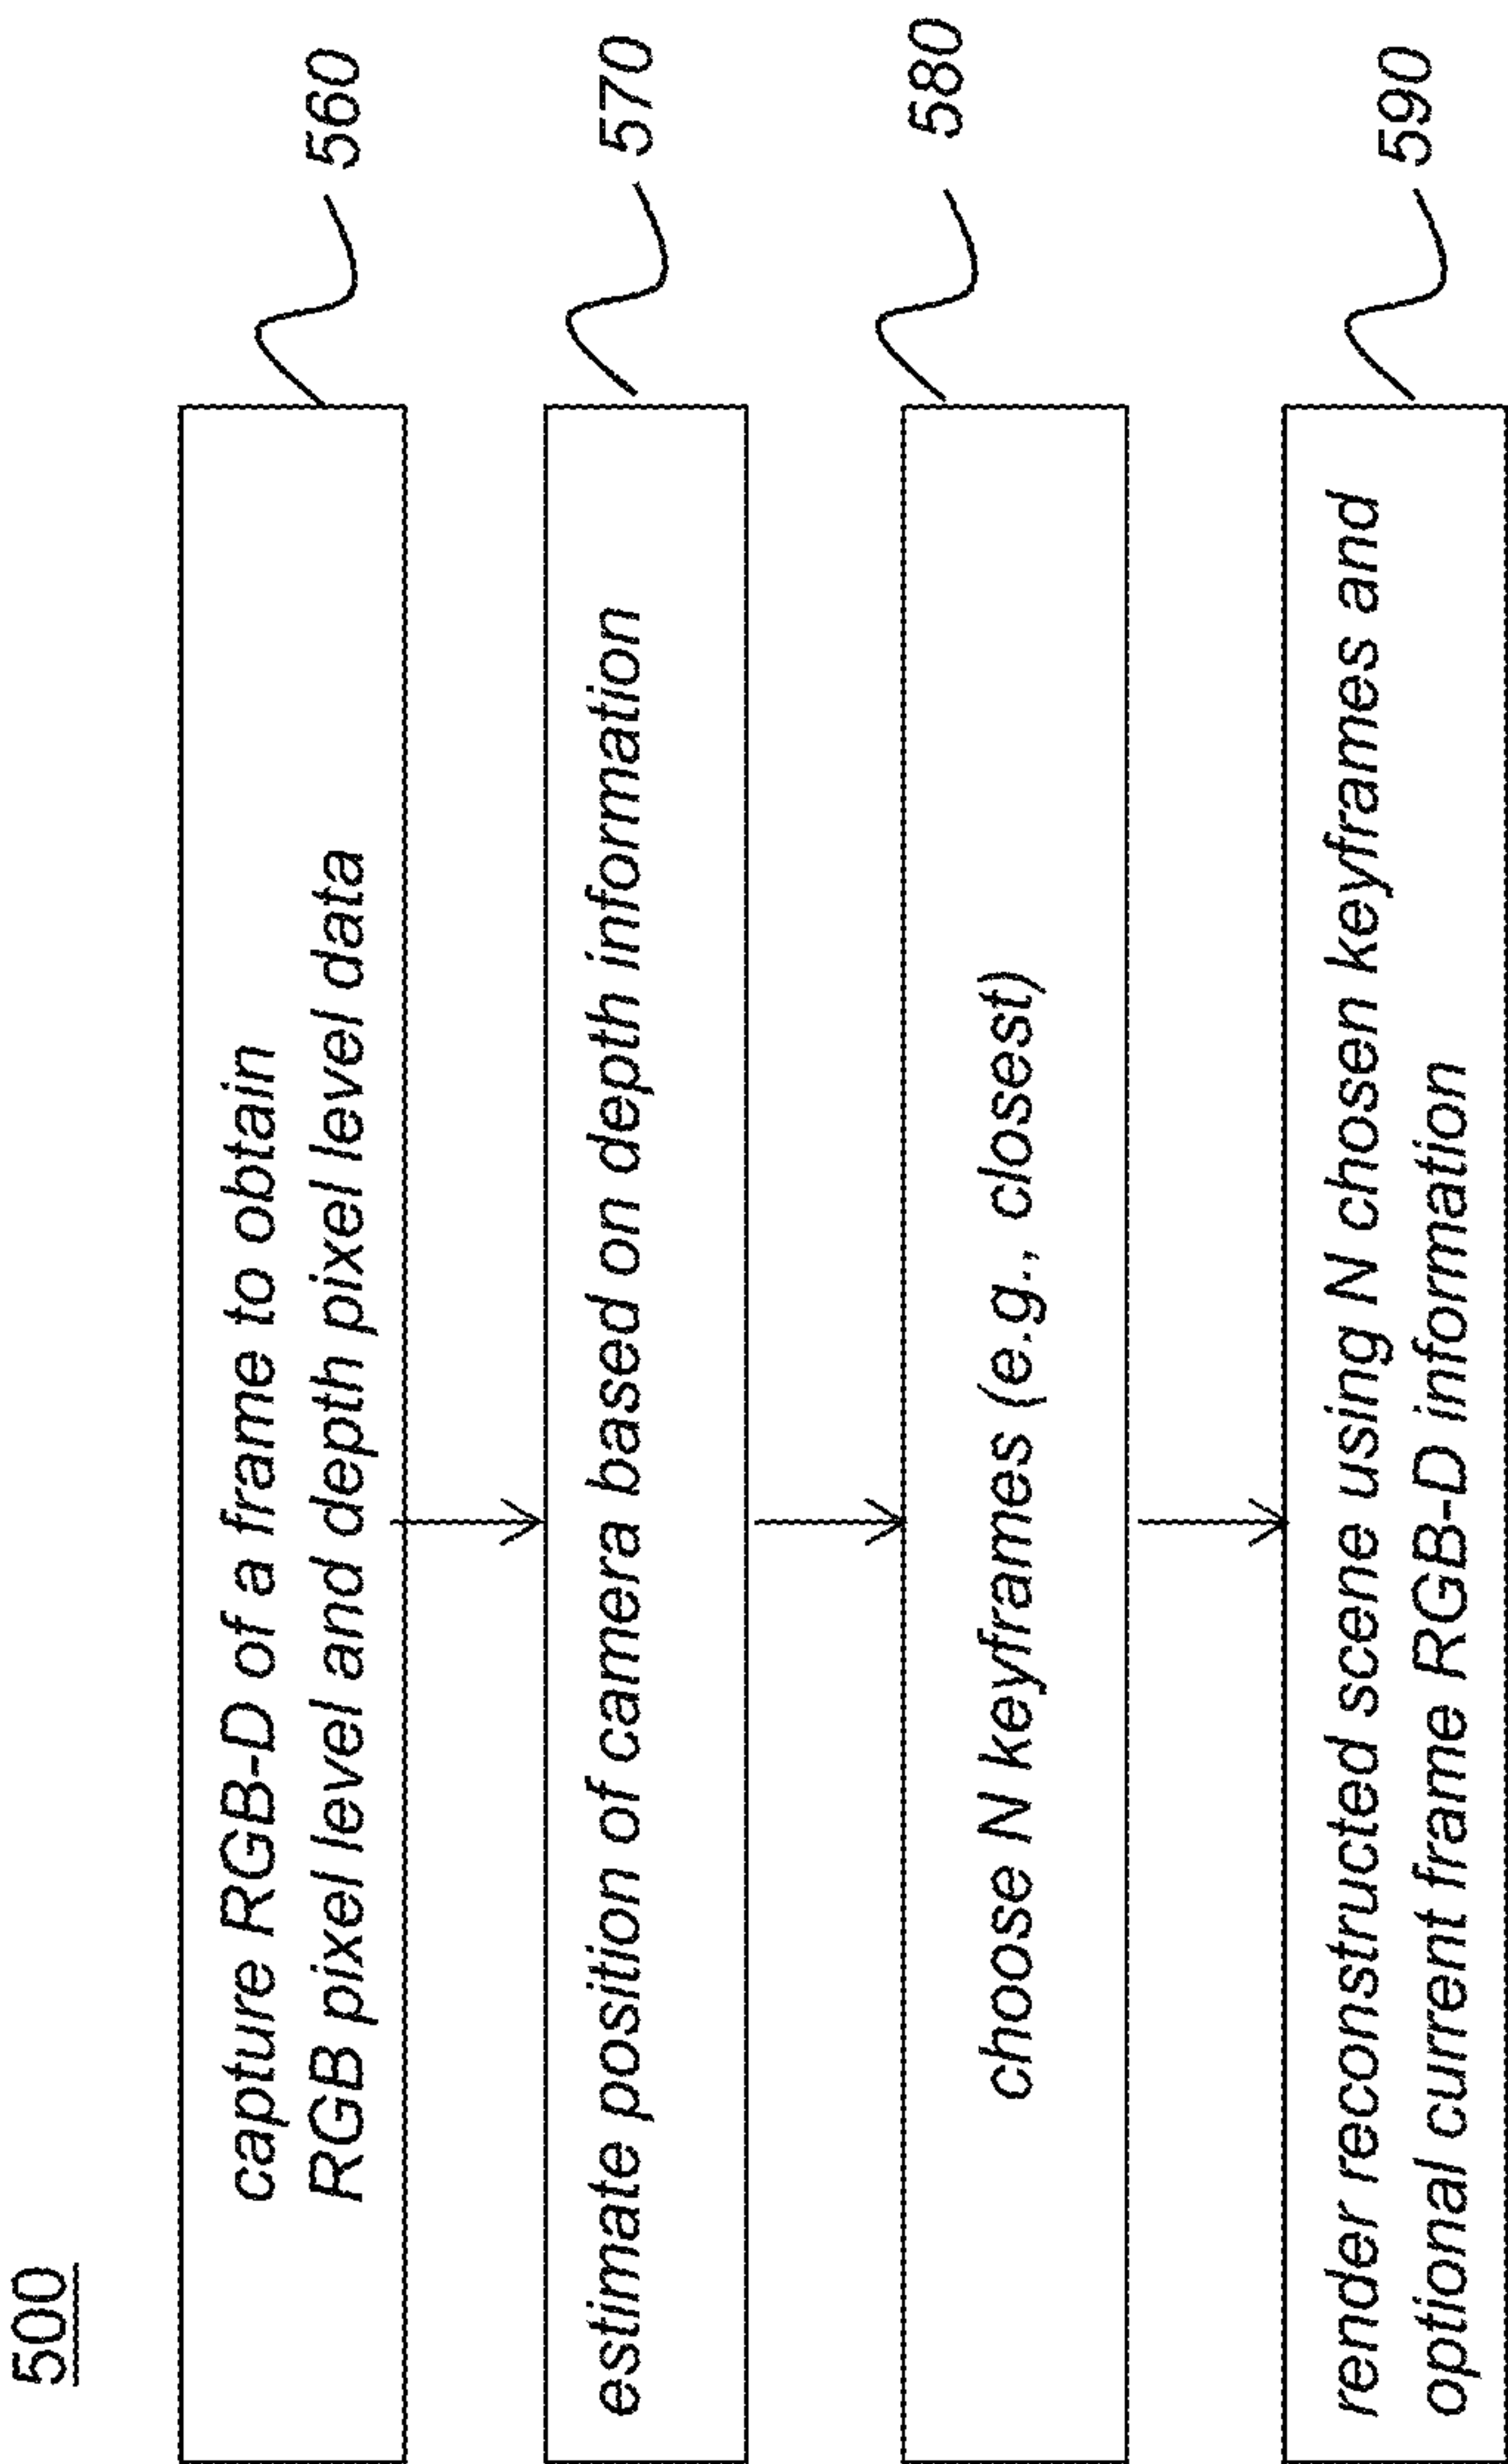 500
capture RGB-D of a frame to obtain
RGB pixel level and depth pixel level data
560
estimate position of camera based on depth information
570
choose N keyframes (e.g., closest)
580
render reconstructed scene using N chosen keyframes and
optional current frame RGB-D information
590